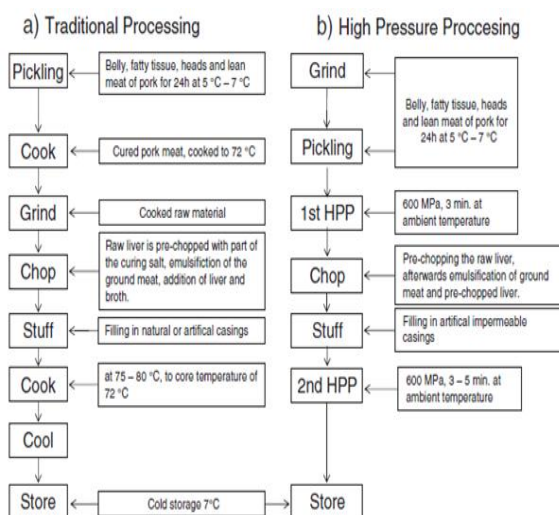 a) Traditional Processing
Pickling
Belly, fatty tissue, heads and lean
meat of pork for 24h at 5 °C – 7 °C
Cook
Cured pork meat, cooked to 72 °C
Grind
Cooked raw material
Chop
Raw liver is pre-chopped with part of
the curing salt, emulsifiction of the
ground meat, addition of liver and
broth.
Stuff
Filling in natural or artifical casings
Cook
at 75 – 80 °C, to core temperature of
72 °C
Cool
Store
Cold storage 7°C
b) High Pressure Proccesing
Grind
Belly, fatty tissue, heads
and lean meat of pork for
24h at 5 °C – 7 °C
Pickling
1st HPP
600 MPa, 3 min. at
ambient temperature
Chop
Pre-chopping the raw liver,
afterwards emulsification of ground
meat and pre-chopped liver.
Stuff
Filling in artifical impermeable
casings
2nd HPP
600 MPa, 3 – 5 min. at
ambient temperature
Store